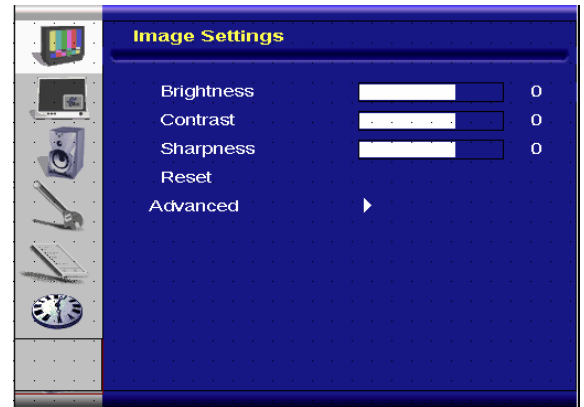 Image Settings
Brightness 0
Contrast 0
Sharpness 0
Reset
Advanced